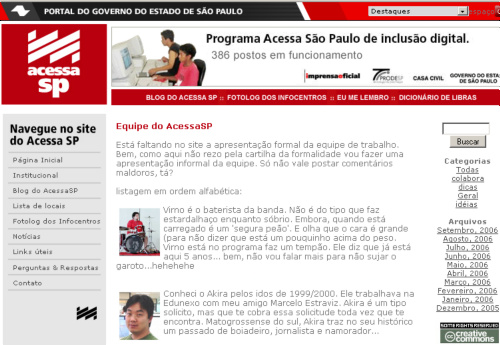 PORTAL DO GOVERNO DO ESTADO DE SÃO PAULO
Destaques
acessa
sp
Programa Acessa São Paulo de inclusão digital.
386 postos em funcionamento
imprensaoficial
PRODESP
CASA CIVIL
GOVERNO DO ESTADO
DE SÃO PAULO
BLOG DO ACESSA SP :: FOTOLOG DOS INFOCENTROS :: EU ME LEMBRO :: DICIONÁRIO DE LIBRAS
Navegue no site
do Acessa SP
Página Inicial
Institucional
Blog do AcessaSP
Lista de locais
Fotolog dos Infocentros
Notícias
Links úteis
Perguntas & Respostas
Contato
Equipe do AcessaSP
Está faltando no site a apresentação formal da equipe de trabalho.
Bem, como aqui não rezo pela cartilha da formalidade vou fazer uma
apresentação informal da equipe. Só não vale postar comentários
maldoros, tá?
listagem em ordem alfabética:
Virno é o baterista da banda. Não é do tipo que faz
estardalhaço enquanto sóbrio. Embora, quando está
carregado é um 'segura peão'. E olha que o cara é grande
(para não dizer que está um pouquinho acima do peso.
Virno está no programa faz um tempão. Ele diz que já está
aqui 5 anos... bem, não vou falar mais para não sujar o
garoto...hehehehe
Conheci o Akira pelos idos de 1999/2000. Ele trabalhava na
Edunexo com meu amigo Marcelo Estraviz. Akira é um tipo
solícito, mas que te cobra essa solicitude toda vez que te
encontra. Matogrossense do sul, Akira traz no seu histórico
um passado de boiadeiro, jornalista e namorador...
Buscar
Categorias
Todas
colabora
dicas
Geral
idéias
Arquivos
Setembro, 2006
Agosto, 2006
Julho, 2006
Junho, 2006
Maio, 2006
Abril, 2006
Março, 2006
Fevereiro, 2006
Janeiro, 2006
Dezembro, 2005
SOME RIGHTS RESERVED
creative
commons